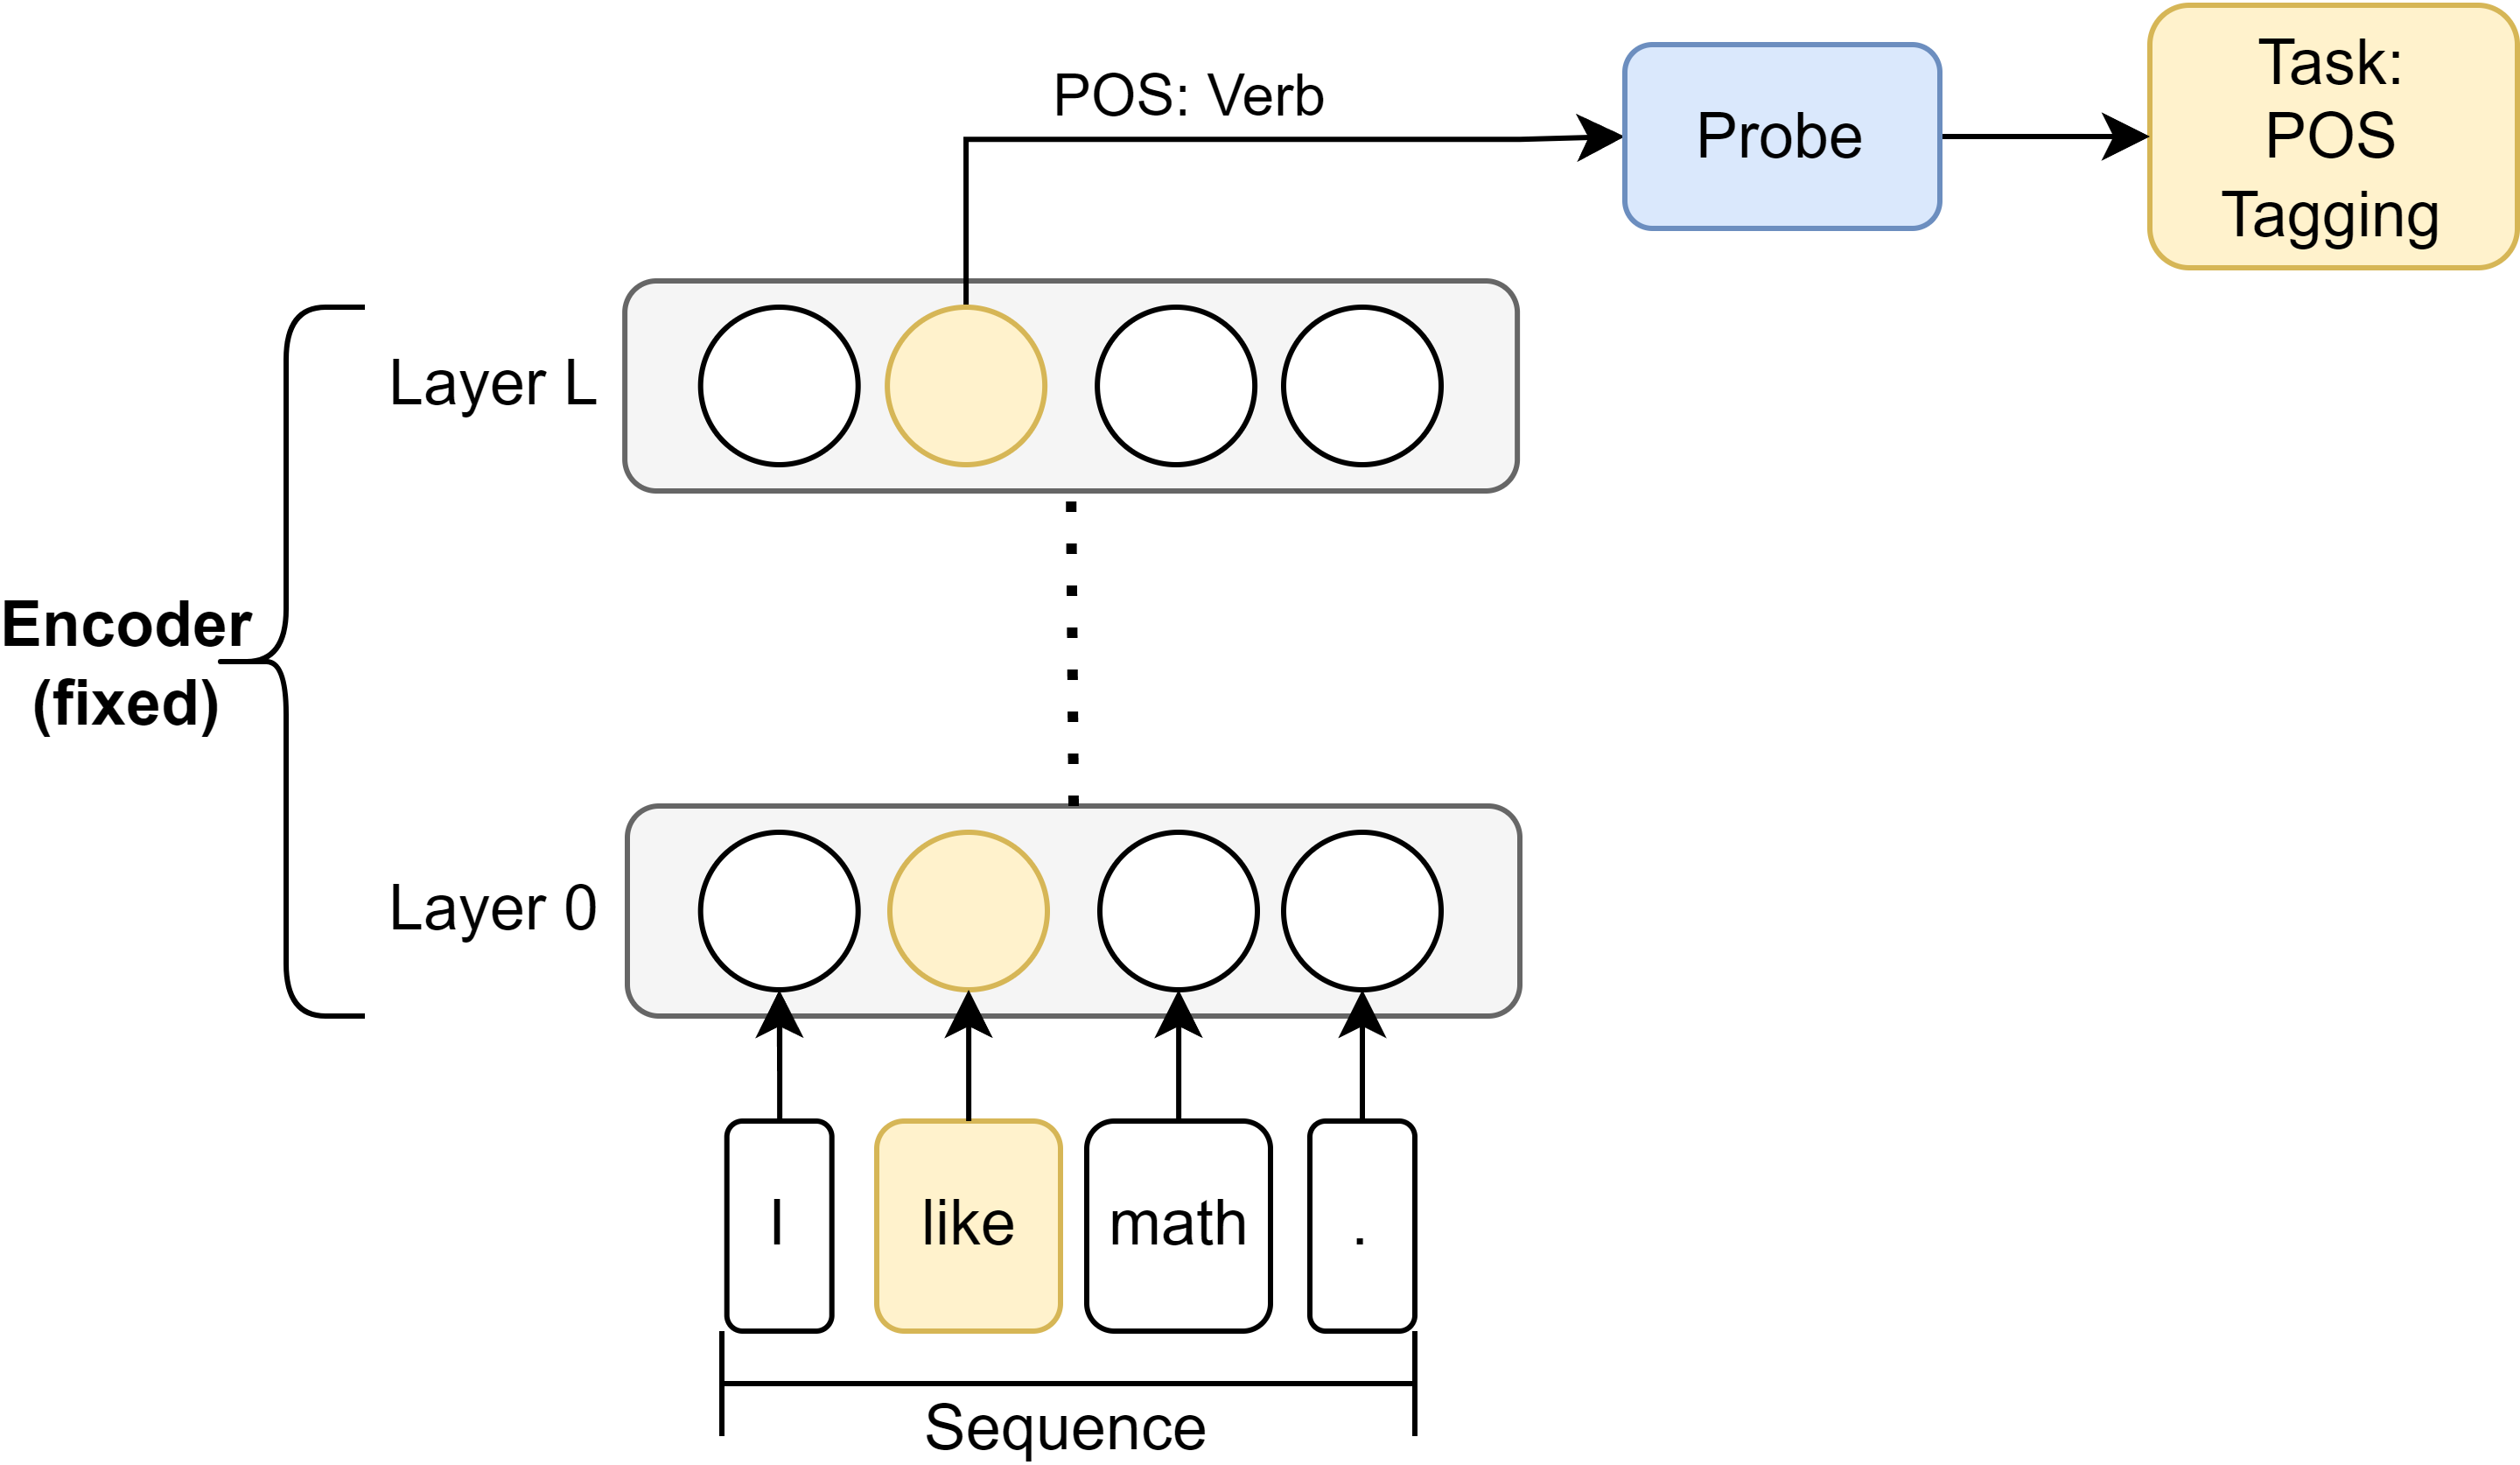 POS: Verb
Probe
Task:
POS
Tagging
Layer L
Encoder
(fixed)
Layer 0
I
like
math
.
Sequence